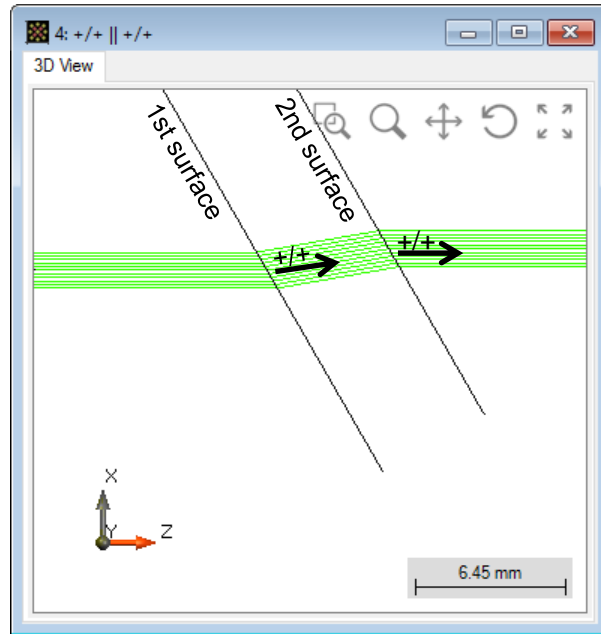 4: +/+ || +/+
3D View
1st surface
2nd surface
+/+
+/+
X
Y
Z
6.45 mm